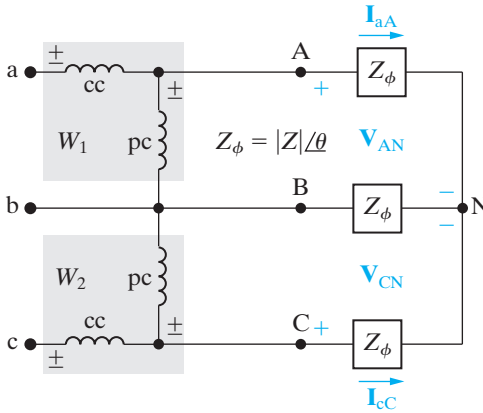 I_aA
a ± cc ± A + Z_ϕ
W_1 pc Z_ϕ = |Z|/θ V_AN
b B Z_ϕ − − N
W_2 pc V_CN
c ± cc ± C + Z_ϕ
I_cC